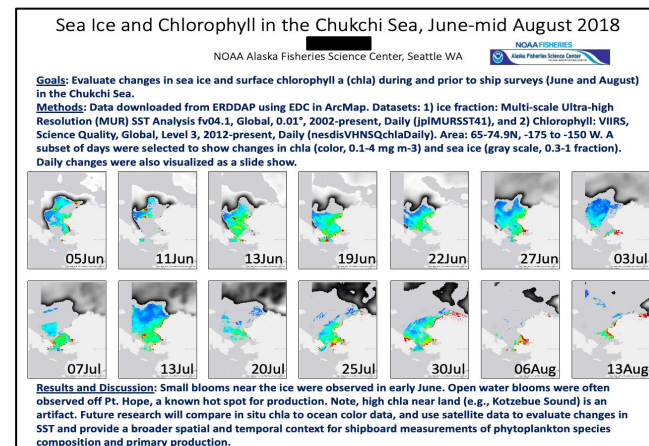 Sea Ice and Chlorophyll in the Chukchi Sea, June-mid August 2018
NOAA Alaska Fisheries Science Center, Seattle WA
NOAA FISHERIES
Alaska Fisheries Science Center
Goals: Evaluate changes in sea ice and surface chlorophyll a (chla) during and prior to ship surveys (June and August)
in the Chukchi Sea.
Methods: Data downloaded from ERDDAP using EDC in ArcMap. Datasets: 1) ice fraction: Multi-scale Ultra-high
Resolution (MUR) SST Analysis fv04.1, Global, 0.01°, 2002-present, Daily (jplMURSST41), and 2) Chlorophyll: VIIRS,
Science Quality, Global, Level 3, 2012-present, Daily (nesdisVHNSQchlaDaily). Area: 65-74.9N, -175 to -150 W. A
subset of days were selected to show changes in chla (color, 0.1-4 mg m-3) and sea ice (gray scale, 0.3-1 fraction).
Daily changes were also visualized as a slide show.
05Jun 11Jun 13Jun 19Jun 22Jun 27Jun 03Jul
07Jul 13Jul 20Jul 25Jul 30Jul 06Aug 13Aug
Results and Discussion: Small blooms near the ice were observed in early June. Open water blooms were often
observed off Pt. Hope, a known hot spot for production. Note, high chla near land (e.g., Kotzebue Sound) is an
artifact. Future research will compare in situ chla to ocean color data, and use satellite data to evaluate changes in
SST and provide a broader spatial and temporal context for shipboard measurements of phytoplankton species
composition and primary production.